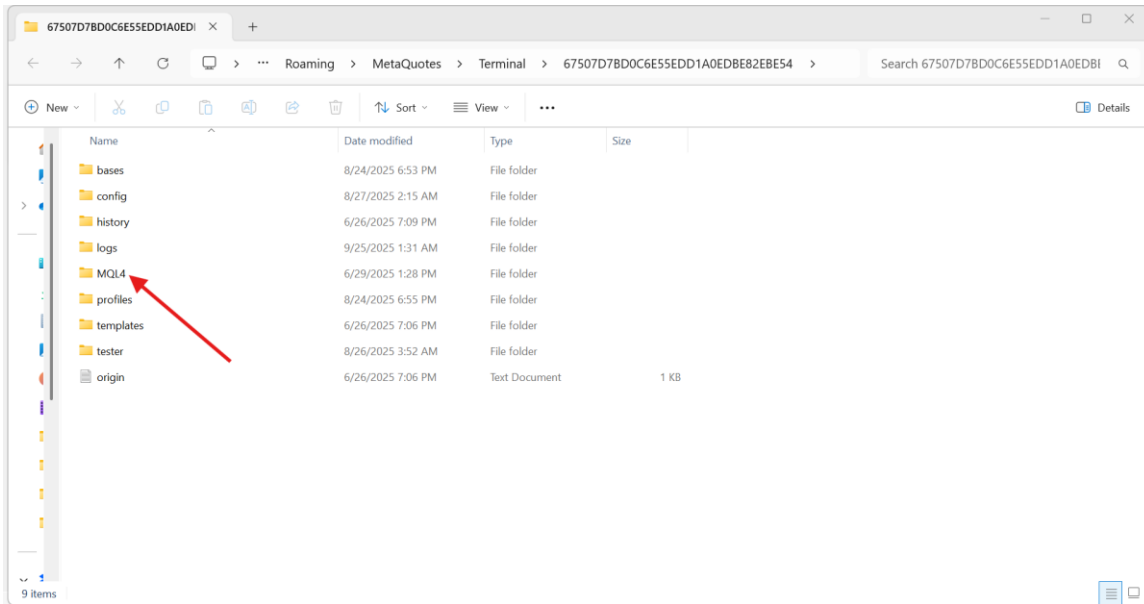 67507D7BD0C6E55EDD1A0EDI
Roaming > MetaQuotes > Terminal > 67507D7BD0C6E55EDD1A0EDBE82EBE54 >
Search 67507D7BD0C6E55EDD1A0EDBI
New
Sort
View
Details
Name Date modified Type Size
bases 8/24/2025 6:53 PM File folder
config 8/27/2025 2:15 AM File folder
history 6/26/2025 7:09 PM File folder
logs 9/25/2025 1:31 AM File folder
MQL4 6/29/2025 1:28 PM File folder
profiles 8/24/2025 6:55 PM File folder
templates 6/26/2025 7:06 PM File folder
tester 8/26/2025 3:52 AM File folder
origin 6/26/2025 7:06 PM Text Document 1 KB
9 items